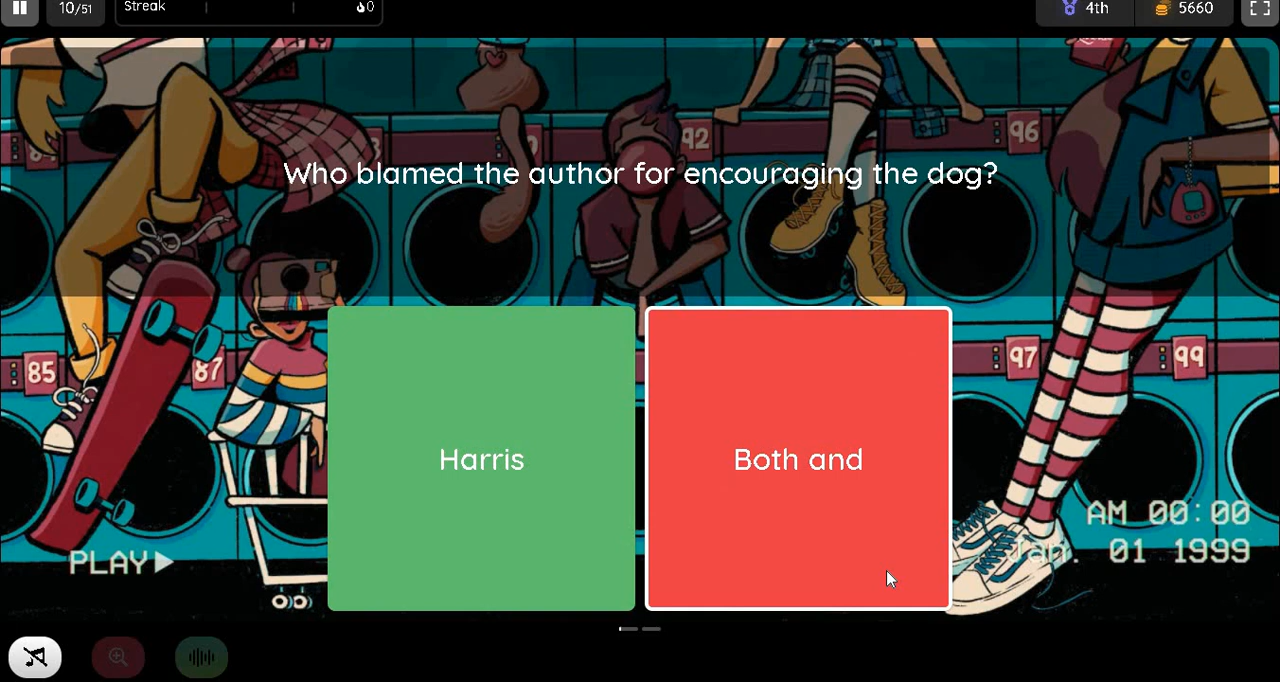 10/51
Streak
0
4th
5660
92
96
Who blamed the author for encouraging the dog?
85
87
97
99
Harris
Both and
AM 00:00
Jan. 01 1999
PLAY